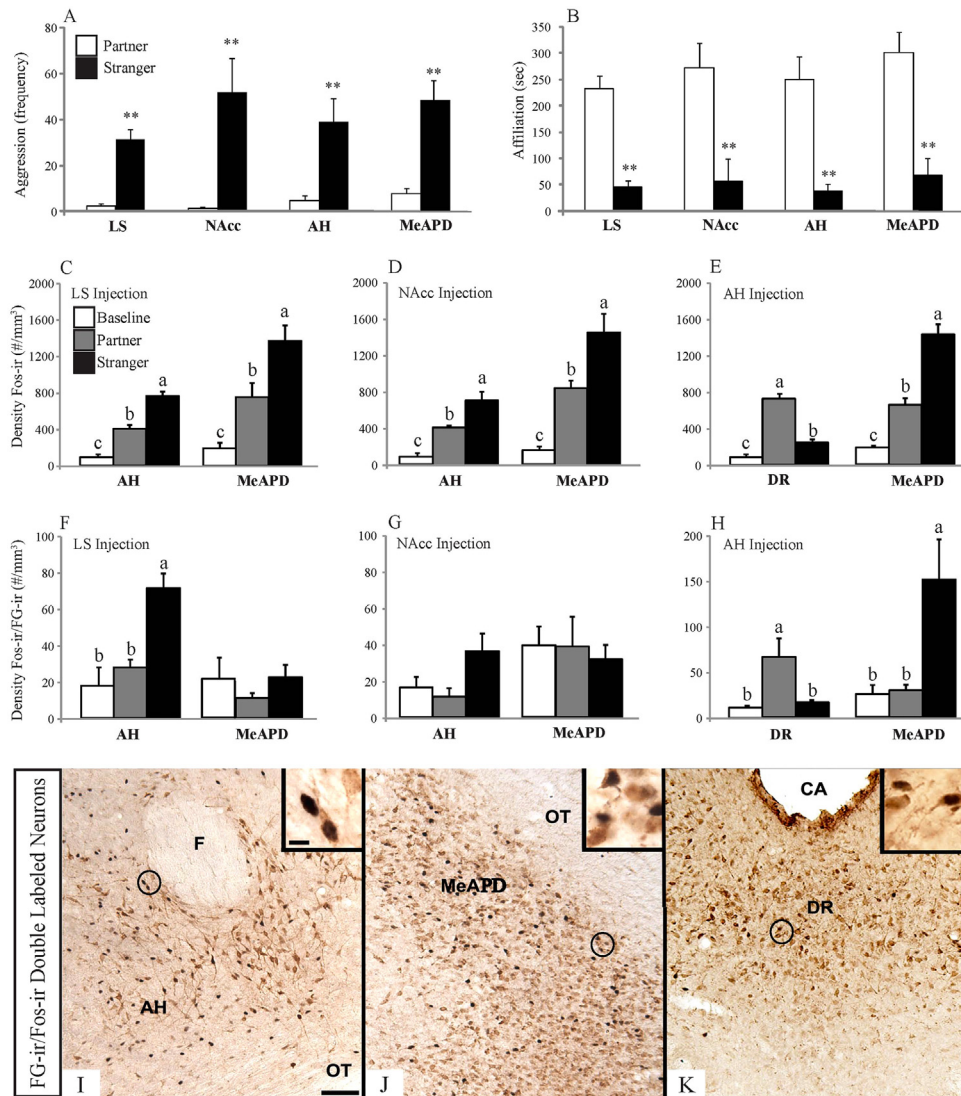 A
80
60
40
20
0
Aggression (frequency)
Partner
Stranger
**
**
**
**
LS
NAcc
AH
MeAPD
B
350
300
250
200
150
100
50
0
Affiliation (sec)
**
**
**
**
LS
NAcc
AH
MeAPD
C
2000
1600
1200
800
400
0
Density Fos-ir (#/mm³)
LS Injection
Baseline
Partner
Stranger
c
b
a
c
b
a
AH
MeAPD
D
2000
1600
1200
800
400
0
NAcc Injection
c
b
a
c
b
a
AH
MeAPD
E
2000
1600
1200
800
400
0
AH Injection
c
a
b
c
b
a
DR
MeAPD
F
100
80
60
40
20
0
Density Fos-ir/FG-ir (#/mm³)
LS Injection
b
b
a
AH
MeAPD
G
100
80
60
40
20
0
NAcc Injection
AH
MeAPD
H
200
150
100
50
0
AH Injection
b
a
b
b
b
a
DR
MeAPD
FG-ir/Fos-ir Double Labeled Neurons
F
AH
OT
I
OT
MeAPD
J
CA
DR
K